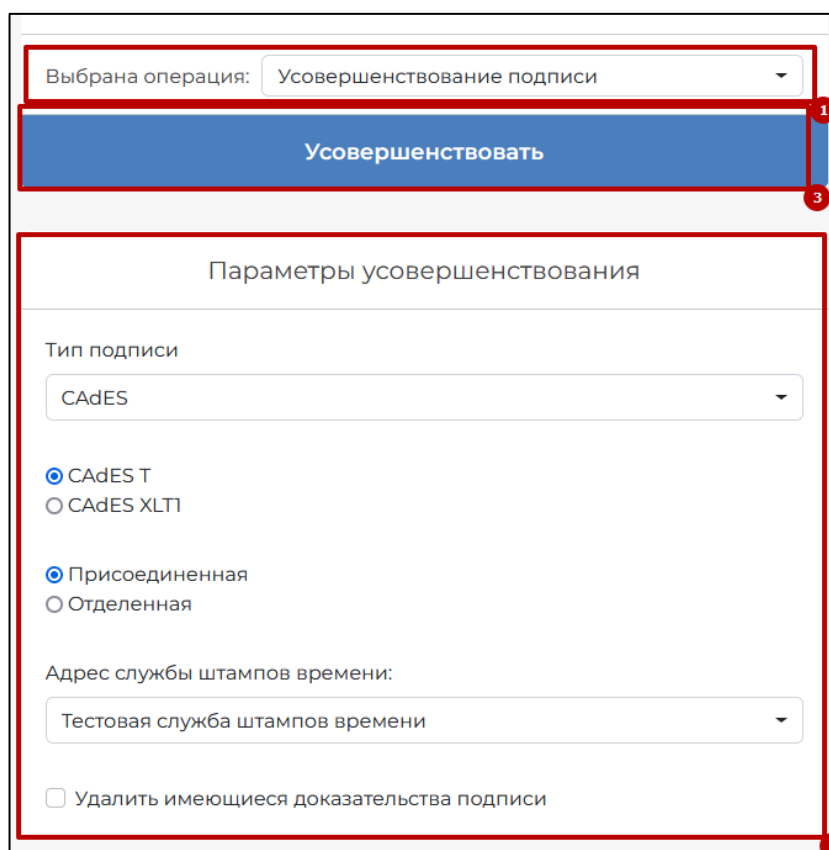 Выбрана операция: Усовершенствование подписи
1
Усовершенствовать
3
Параметры усовершенствования
Тип подписи
CAdES
CAdES T
CAdES XLT1
Присоединенная
Отделенная
Адрес службы штампов времени:
Тестовая служба штампов времени
Удалить имеющиеся доказательства подписи